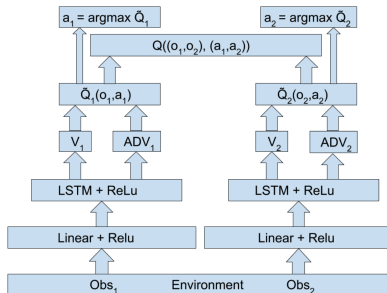 a₁ = argmax Q̃₁ a₂ = argmax Q̃₂
Q((o₁,o₂), (a₁,a₂))
Q̃₁(o₁,a₁) Q̃₂(o₂,a₂)
V₁ ADV₁ V₂ ADV₂
LSTM + ReLu LSTM + ReLu
Linear + Relu Linear + Relu
Obs₁ Environment Obs₂